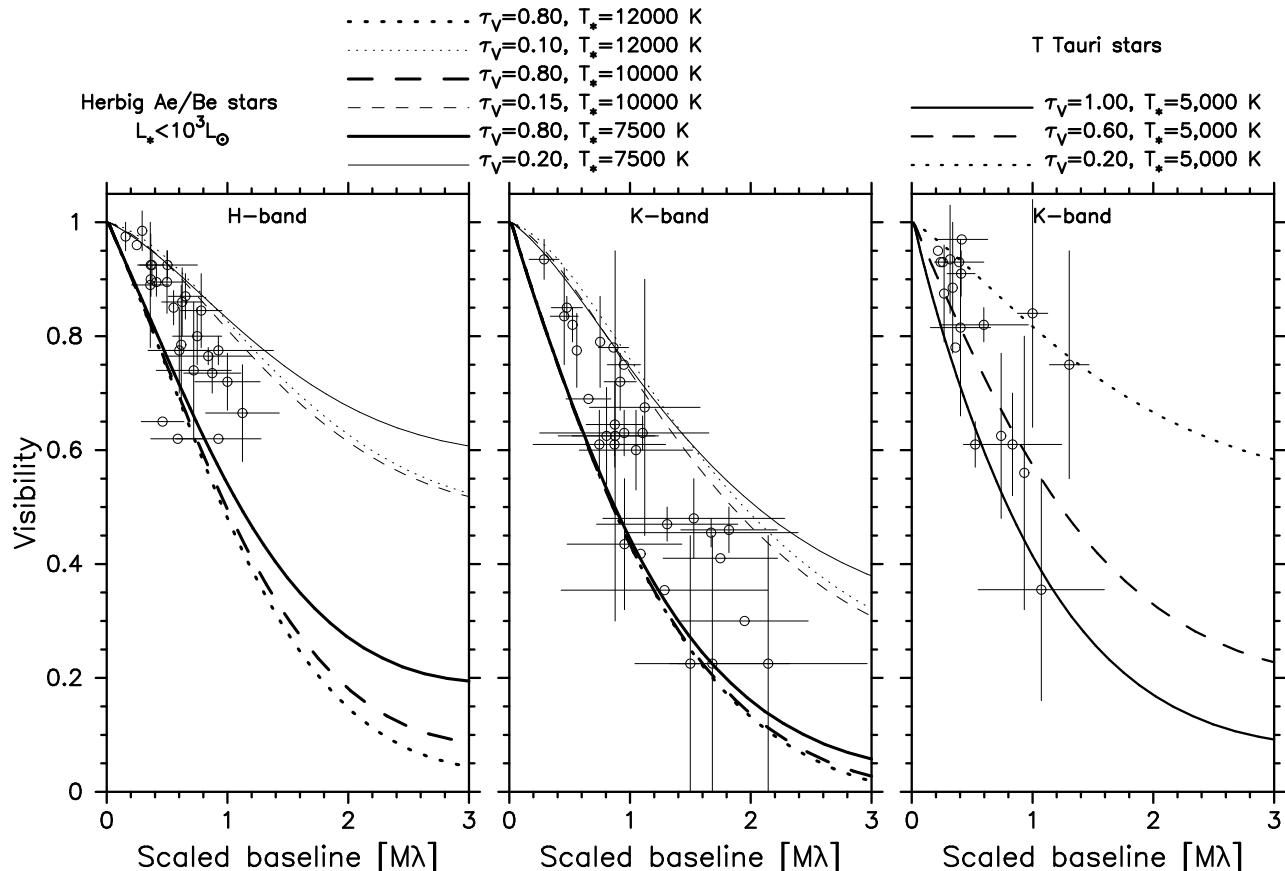 τV=0.80, T*=12000 K
τV=0.10, T*=12000 K
τV=0.80, T*=10000 K
τV=0.15, T*=10000 K
τV=0.80, T*=7500 K
τV=0.20, T*=7500 K
Herbig Ae/Be stars
L*<10³L⊙
T Tauri stars
τV=1.00, T*=5,000 K
τV=0.60, T*=5,000 K
τV=0.20, T*=5,000 K
H-band
K-band
K-band
Visibility
1
0.8
0.6
0.4
0.2
0
0 1 2 3
0 1 2 3
0 1 2 3
Scaled baseline [Mλ]
Scaled baseline [Mλ]
Scaled baseline [Mλ]